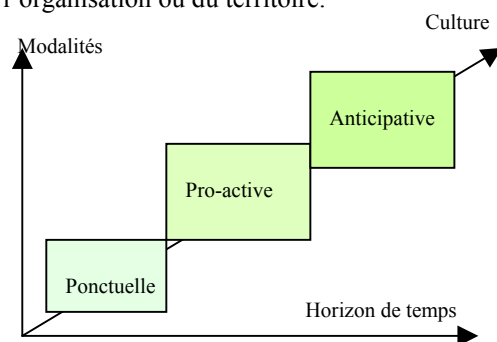 l'organisation ou du territoire.
Culture
Modalités
Anticipative
Pro-active
Ponctuelle
Horizon de temps